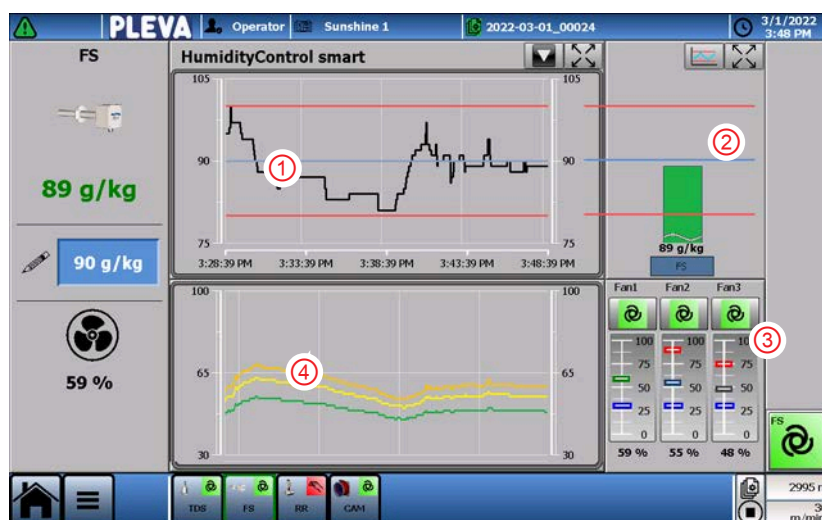 PLEVA Operator Sunshine 1 2022-03-01_00024 3/1/2022
3:48 PM
FS
89 g/kg
90 g/kg
59 %
HumidityControl smart
105 105
90 90
75 75
3:28:39 PM 3:33:39 PM 3:38:39 PM 3:43:39 PM 3:48:39 PM
1
100 100
65 65
30 30
4
2
89 g/kg
FS
Fan1 Fan2 Fan3
3
100 100 10
75 75 75
50 50 50
25 25 25
0 0 0
59 % 55 % 48 %
FS
TDS FS RR CAM
2995 r
3
m/min